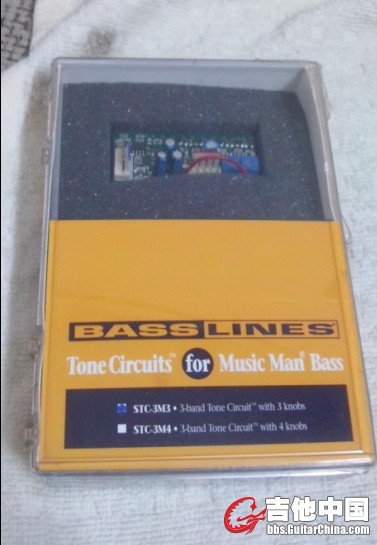 BASSLINES®
Tone Circuits™ for Music Man® Bass
STC-3M3 • 3-band Tone Circuit™ with 3 knobs
STC-3M4 • 3-band Tone Circuit™ with 4 knobs
吉他中国
bbs.GuitarChina.com